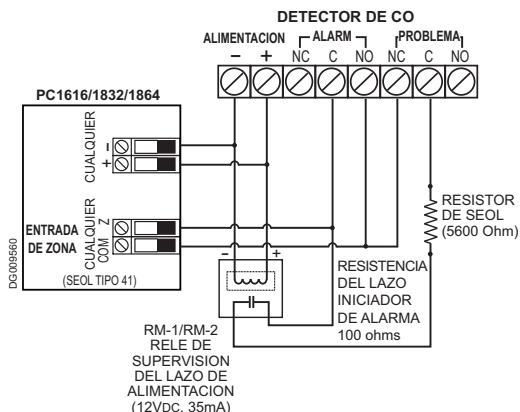 DETECTOR DE CO
ALIMENTACION ALARM PROBLEMA
– + NC C NO NC C NO
PC1616/1832/1864
CUALQUIER
+ –
ENTRADA
DE ZONA
CUALQUIER
COM Z
(SEOL TIPO 41)
DG009560
– +
RESISTOR
DE SEOL
(5600 Ohm)
RESISTENCIA
DEL LAZO
INICIADOR
DE ALARMA
100 ohms
RM-1/RM-2
RELE DE
SUPERVISION
DEL LAZO DE
ALIMENTACION
(12VDC, 35mA)